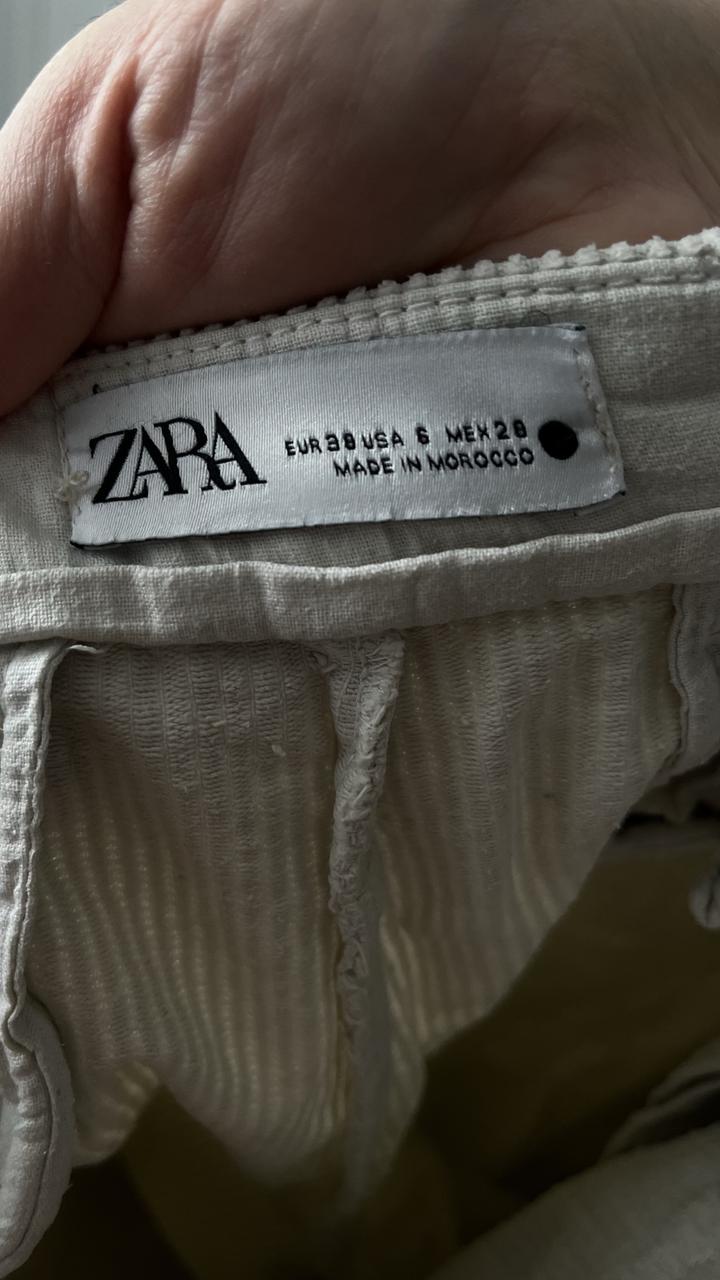 ZARA
EUR 38 USA 6 MEX 28
MADE IN MOROCCO